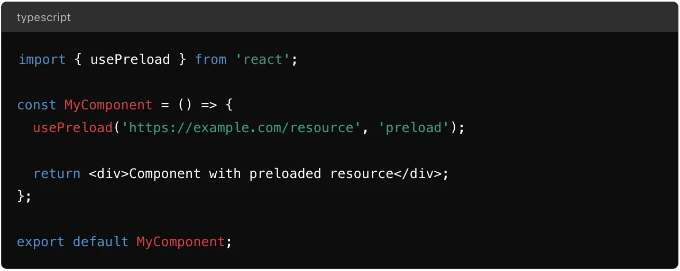 typescript
import { usePreload } from 'react';
const MyComponent = () => {
usePreload('https://example.com/resource', 'preload');
return <div>Component with preloaded resource</div>;
};
export default MyComponent;